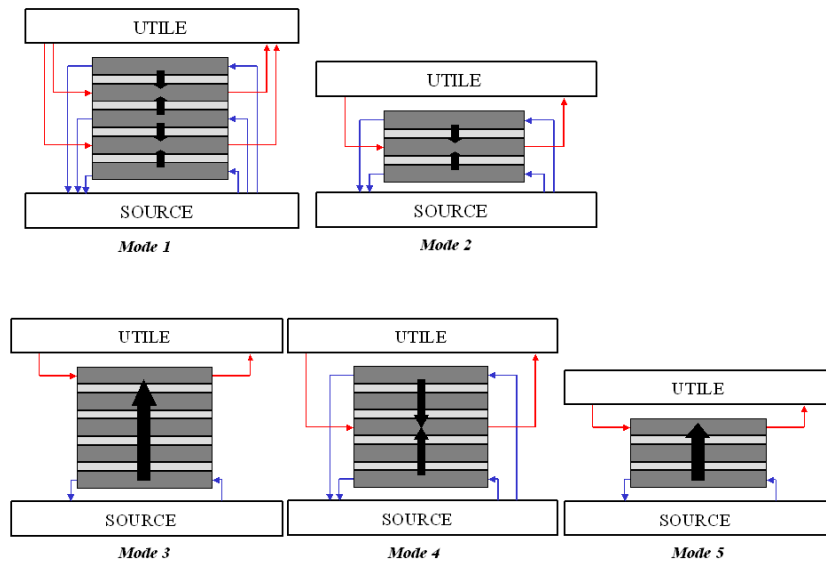 UTILE
UTILE
SOURCE
SOURCE
Mode 1
Mode 2
UTILE
UTILE
UTILE
SOURCE
SOURCE
SOURCE
Mode 3
Mode 4
Mode 5